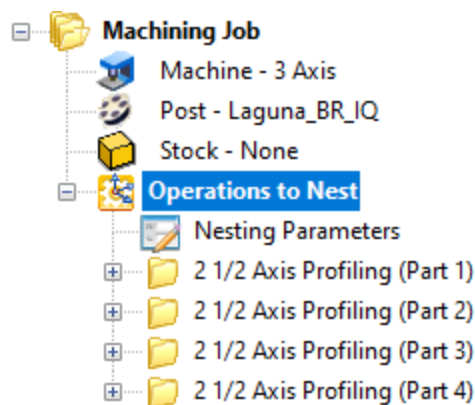 Machining Job
Machine - 3 Axis
Post - Laguna_BR_IQ
Stock - None
Operations to Nest
Nesting Parameters
2 1/2 Axis Profiling (Part 1)
2 1/2 Axis Profiling (Part 2)
2 1/2 Axis Profiling (Part 3)
2 1/2 Axis Profiling (Part 4)